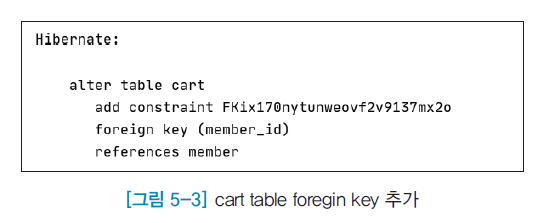 Hibernate:
alter table cart
add constraint FKix170nytunweovf2v9137mx2o
foreign key (member_id)
references member
[그림 5-3] cart table foregin key 추가